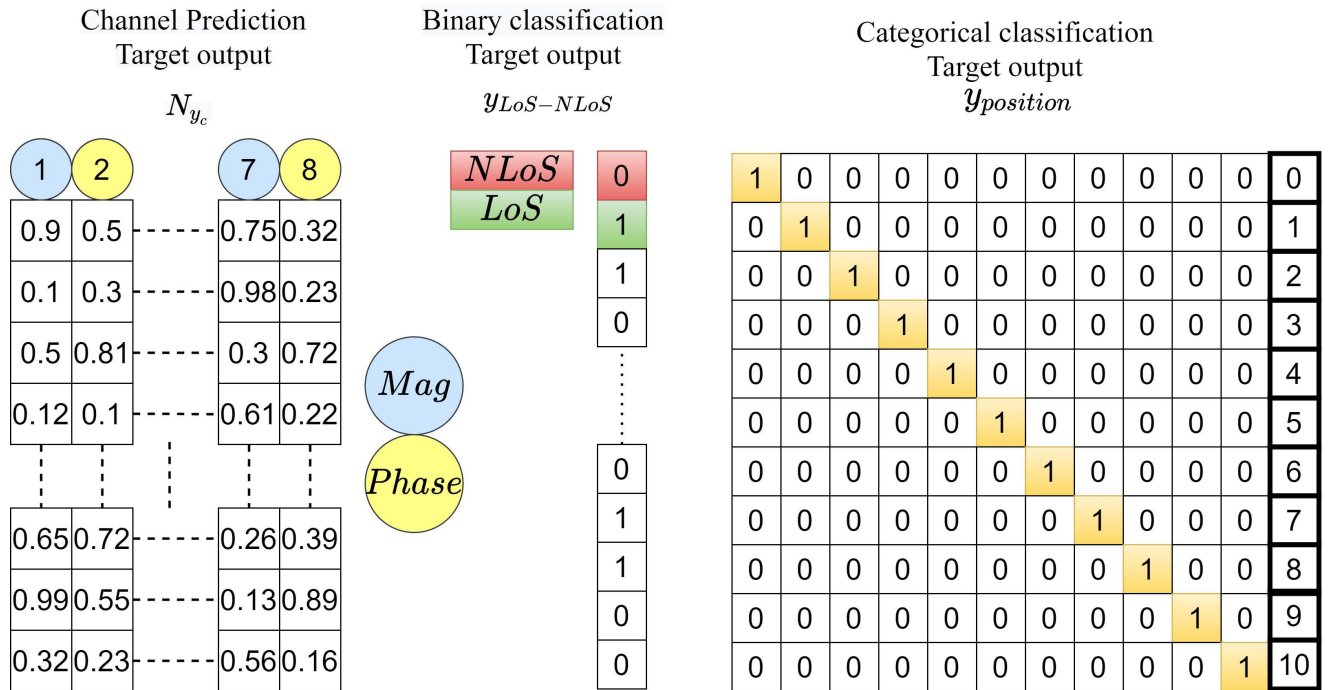 Channel Prediction
Target output
N_{y_c}
1 2 7 8
0.9 0.5 0.75 0.32
0.1 0.3 0.98 0.23
0.5 0.81 0.3 0.72
0.12 0.1 0.61 0.22
0.65 0.72 0.26 0.39
0.99 0.55 0.13 0.89
0.32 0.23 0.56 0.16
Mag
Phase
Binary classification
Target output
y_{LoS-NLoS}
NLoS
LoS
0
1
1
0
0
1
1
0
0
Categorical classification
Target output
y_{position}
1 0 0 0 0 0 0 0 0 0 0 0
0 1 0 0 0 0 0 0 0 0 0 1
0 0 1 0 0 0 0 0 0 0 0 2
0 0 0 1 0 0 0 0 0 0 0 3
0 0 0 0 1 0 0 0 0 0 0 4
0 0 0 0 0 1 0 0 0 0 0 5
0 0 0 0 0 0 1 0 0 0 0 6
0 0 0 0 0 0 0 1 0 0 0 7
0 0 0 0 0 0 0 0 1 0 0 8
0 0 0 0 0 0 0 0 0 1 0 9
0 0 0 0 0 0 0 0 0 0 1 10